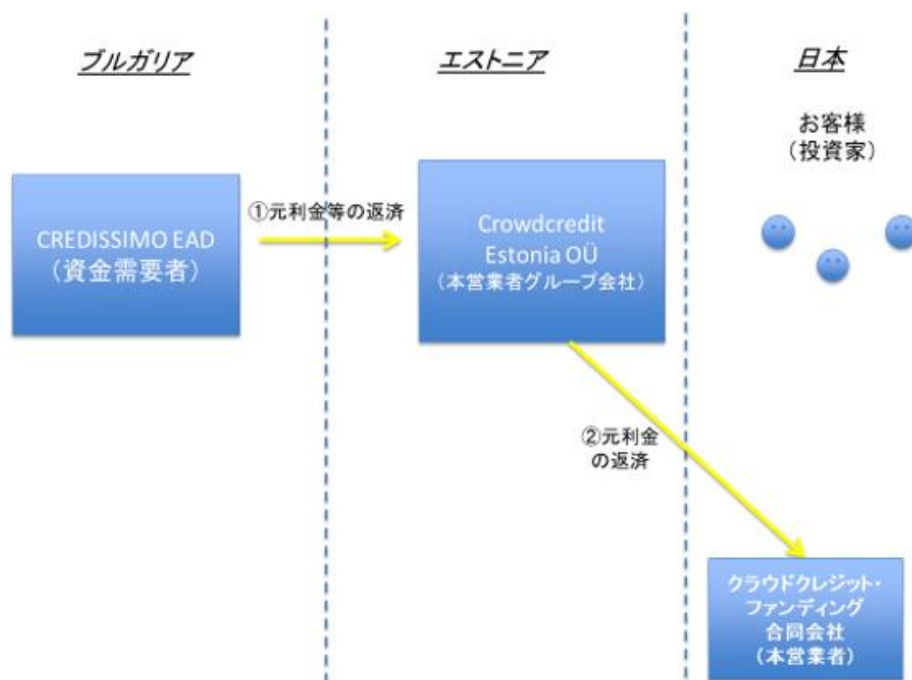 ブルガリア
エストニア
日本
お客様
(投資家)
CREDISSIMO EAD
(資金需要者)
①元利金等の返済
Crowdcredit
Estonia OÜ
(本営業者グループ会社)
②元利金
の返済
クラウドクレジット・
ファンディング
合同会社
(本営業者)